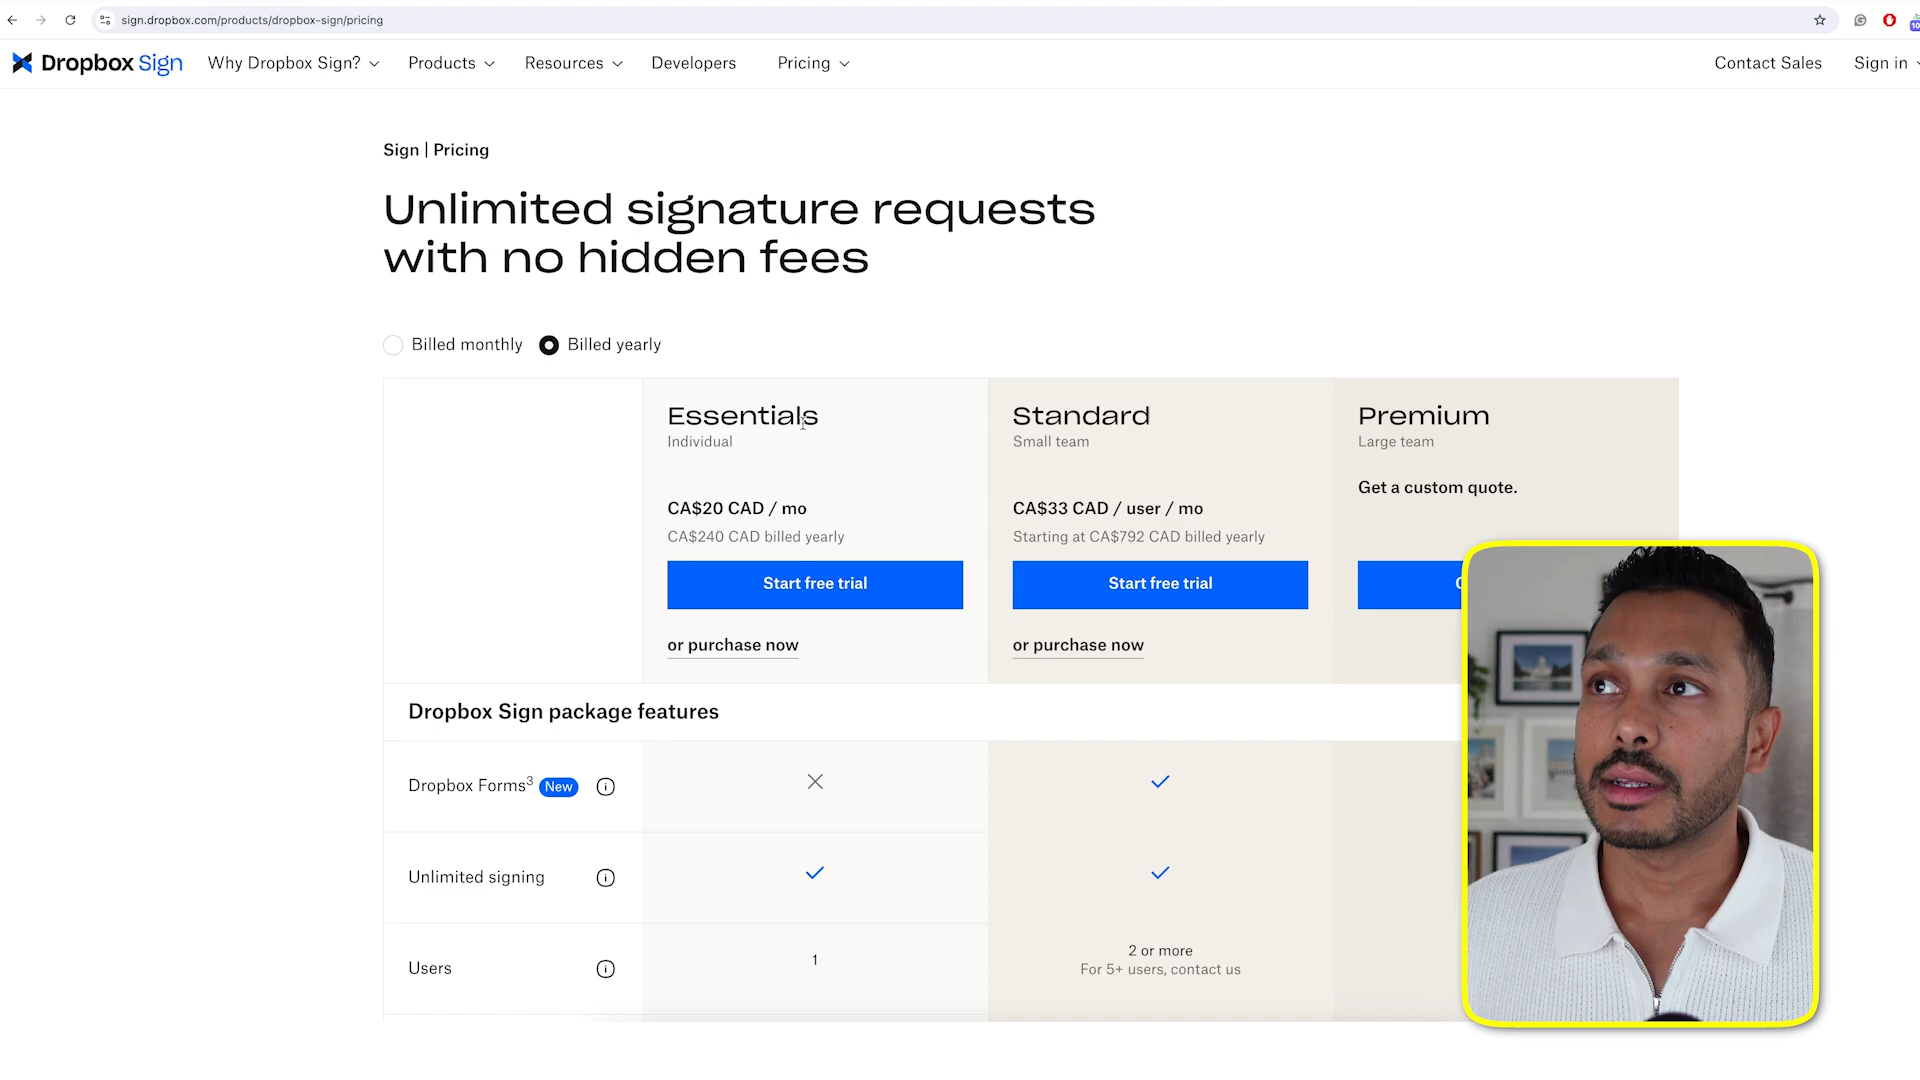 sign.dropbox.com/products/dropbox-sign/pricing
10
Dropbox Sign
Why Dropbox Sign?
Products
Resources
Developers
Pricing
Contact Sales
Sign in
Sign | Pricing
Unlimited signature requests
with no hidden fees
Billed monthly
Billed yearly
Essentials
Individual
CA$20 CAD / mo
CA$240 CAD billed yearly
Start free trial
or purchase now
Standard
Small team
CA$33 CAD / user / mo
Starting at CA$792 CAD billed yearly
Start free trial
or purchase now
Premium
Large team
Get a custom quote.
Dropbox Sign package features
Dropbox Forms3 New
Unlimited signing
Users
1
2 or more
For 5+ users, contact us